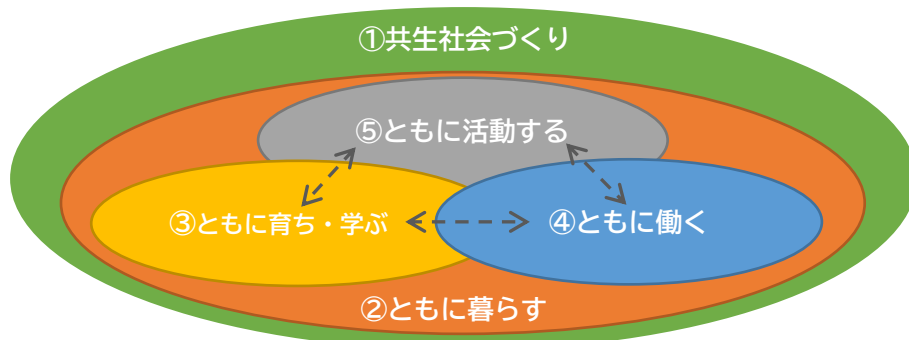 ①共生社会づくり
⑤ともに活動する
③ともに育ち・学ぶ
④ともに働く
②ともに暮らす